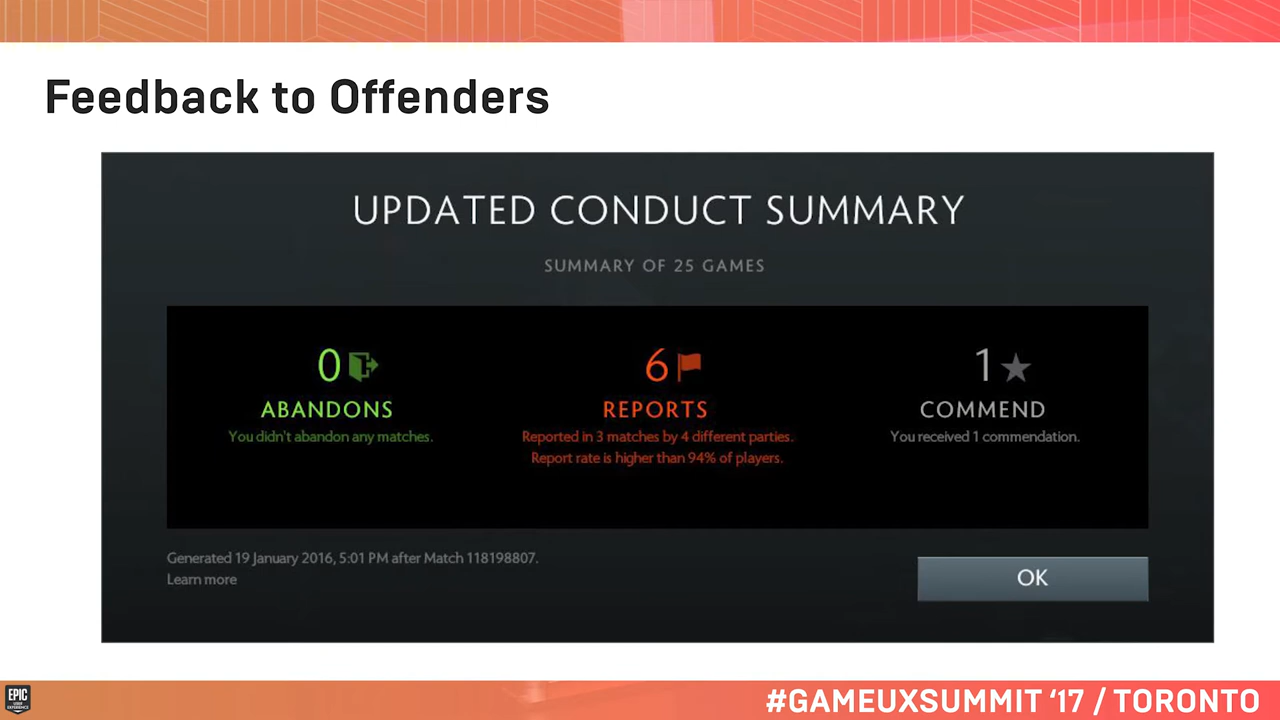 Feedback to Offenders
UPDATED CONDUCT SUMMARY
SUMMARY OF 25 GAMES
0
ABANDONS
You didn't abandon any matches.
6
REPORTS
Reported in 3 matches by 4 different parties.
Report rate is higher than 94% of players.
1
COMMEND
You received 1 commendation.
Generated 19 January 2016, 5:01 PM after Match 118198807.
Learn more
OK
EPIC
#GAMEUXSUMMIT ‘17 / TORONTO